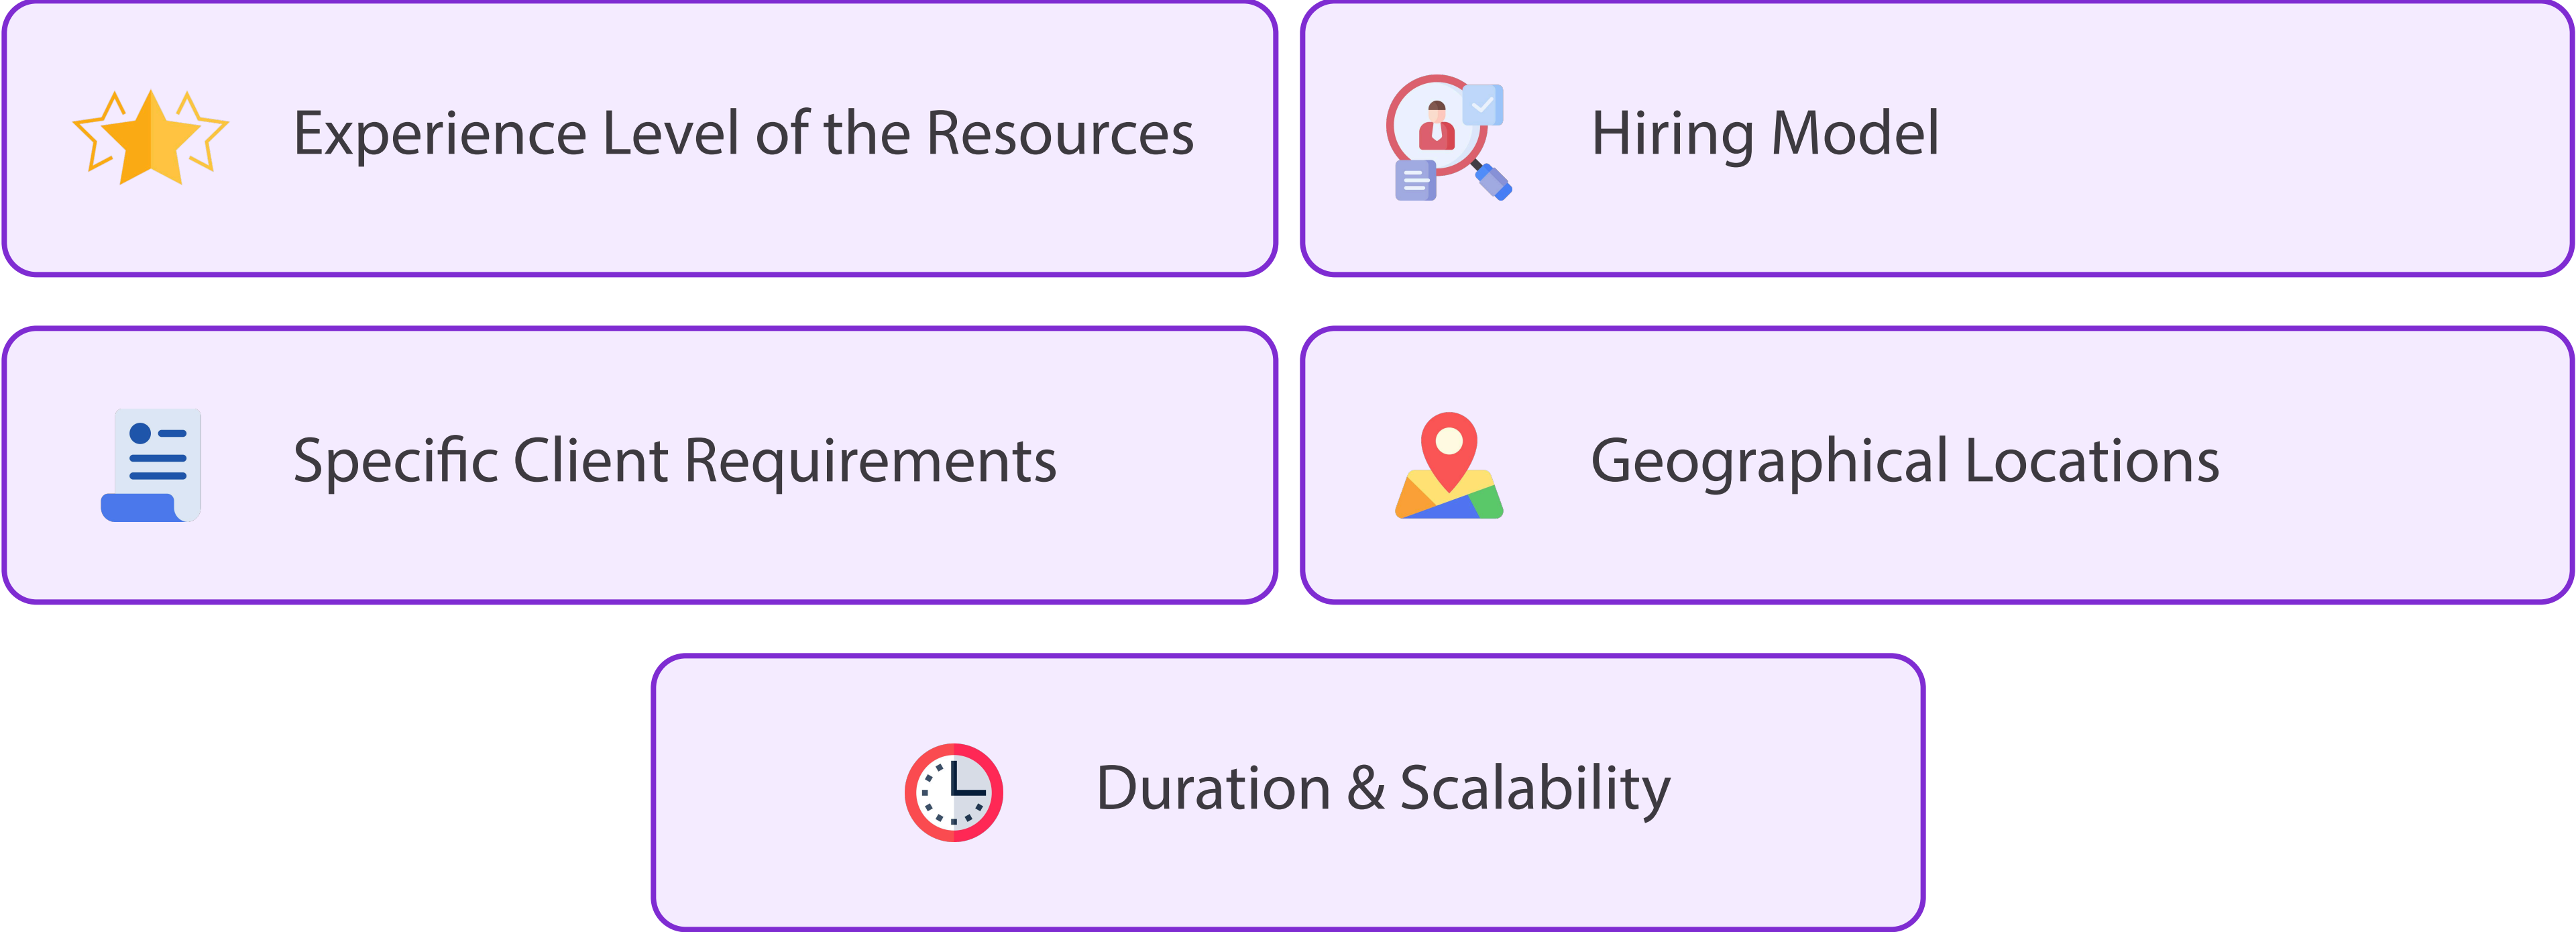 Experience Level of the Resources
Hiring Model
Specific Client Requirements
Geographical Locations
Duration & Scalability